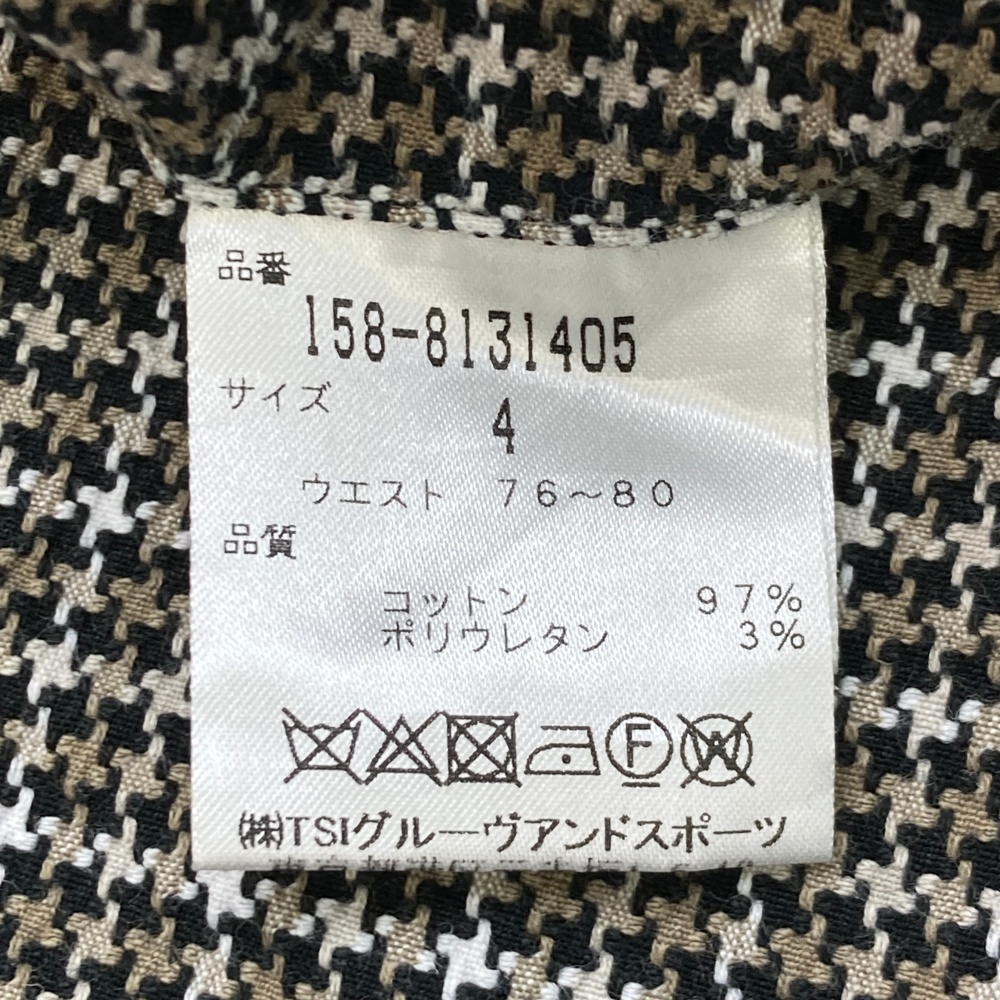 品番
158-8131405
サイズ
4
ウエスト 76~80
品質
コットン 97%
ポリウレタン 3%
F W
(株)TSIグルーヴアンドスポーツ